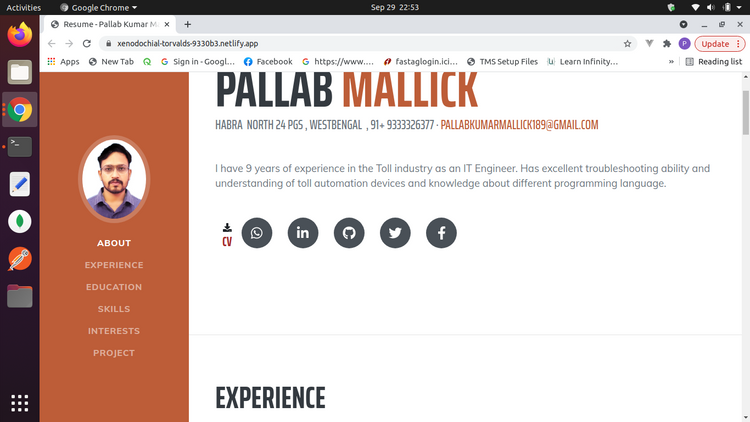 Activities Google Chrome Sep 29 22:53
Resume - Pallab Kumar M
xenodochial-torvalds-9330b3.netlify.app Update
Apps New Tab Sign in - Googl... Facebook https://www.... fastaglogin.ici... TMS Setup Files Learn Infinity... » Reading list
PALLAB MALLICK
HABRA NORTH 24 PGS , WESTBENGAL , 91+ 9333326377 · PALLABKUMARMALLICK189@GMAIL.COM
I have 9 years of experience in the Toll industry as an IT Engineer. Has excellent troubleshooting ability and
understanding of toll automation devices and knowledge about different programming language.
CV
ABOUT
EXPERIENCE
EDUCATION
SKILLS
INTERESTS
PROJECT
EXPERIENCE